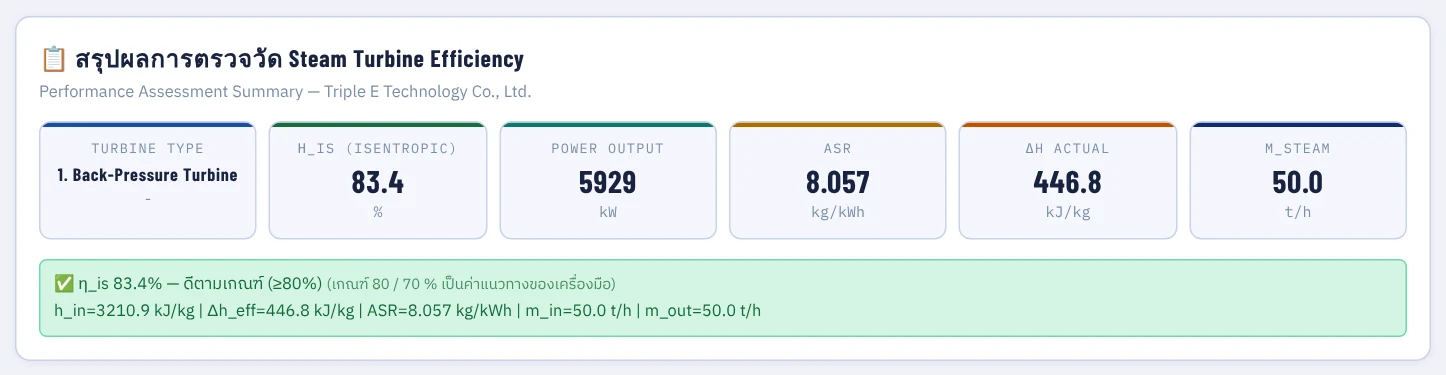 📋 สรุปผลการตรวจวัด Steam Turbine Efficiency
Performance Assessment Summary — Triple E Technology Co., Ltd.
TURBINE TYPE
1. Back-Pressure Turbine
-
H_IS (ISENTROPIC)
83.4
%
POWER OUTPUT
5929
kW
ASR
8.057
kg/kWh
ΔH ACTUAL
446.8
kJ/kg
M_STEAM
50.0
t/h
✅ η_is 83.4% — ดีตามเกณฑ์ (≥80%) (เกณฑ์ 80 / 70 % เป็นค่าแนวทางของเครื่องมือ)
h_in=3210.9 kJ/kg | Δh_eff=446.8 kJ/kg | ASR=8.057 kg/kWh | m_in=50.0 t/h | m_out=50.0 t/h